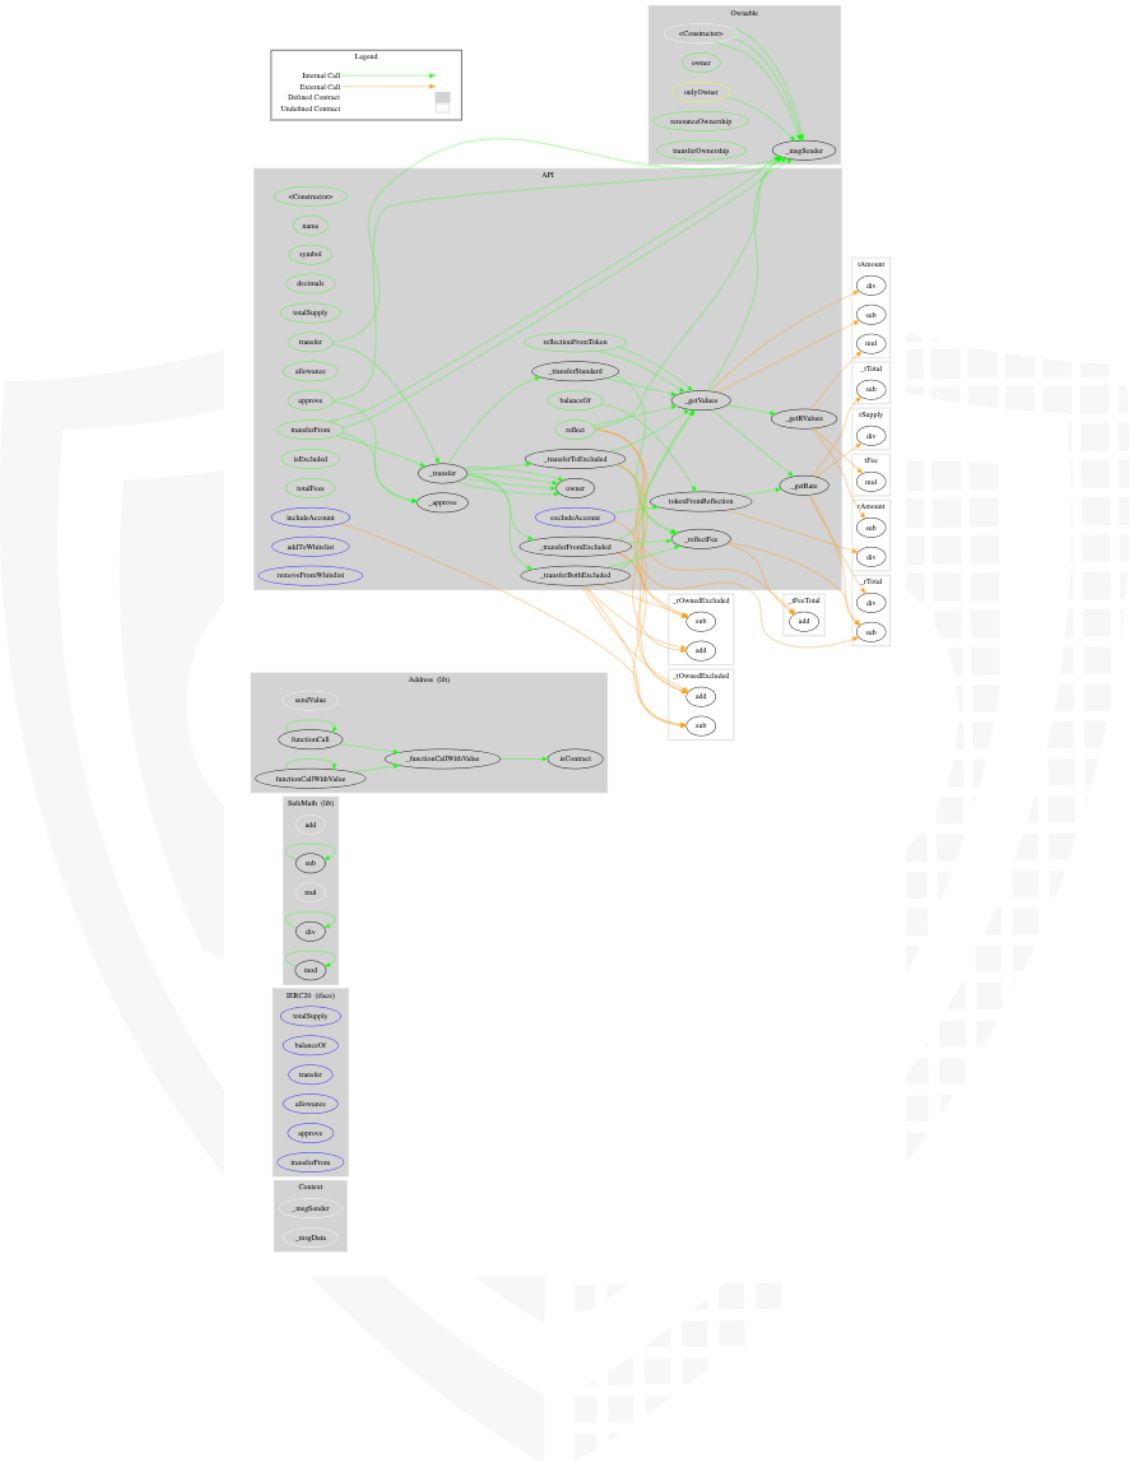 Ownable
<Constructor>
owner
onlyOwner
renounceOwnership
transferOwnership
_msgSender
Legend
Internal Call
External Call
Defined Contract
Undefined Contract
API
<Constructor>
name
symbol
decimals
totalSupply
transfer
allowance
approve
transferFrom
isExcluded
totalFees
includeAccount
addToWhitelist
removeFromWhitelist
_transfer
_approve
reflectionFromToken
_transferStandard
balanceOf
reflect
_transferToExcluded
owner
excludeAccount
_transferFromExcluded
_transferBothExcluded
_getValues
tokenFromReflection
_reflectFee
_getRValues
_getRate
tAmount
div
sub
mul
_tTotal
sub
rSupply
div
tFee
mul
rAmount
sub
div
_rTotal
div
sub
_rOwnedExcluded
sub
add
_tFeeTotal
add
_tOwnedExcluded
add
sub
Address (lib)
sendValue
functionCall
functionCallWithValue
_functionCallWithValue
isContract
SafeMath (lib)
add
sub
mul
div
mod
IERC20 (iface)
totalSupply
balanceOf
transfer
allowance
approve
transferFrom
Context
_msgSender
_msgData